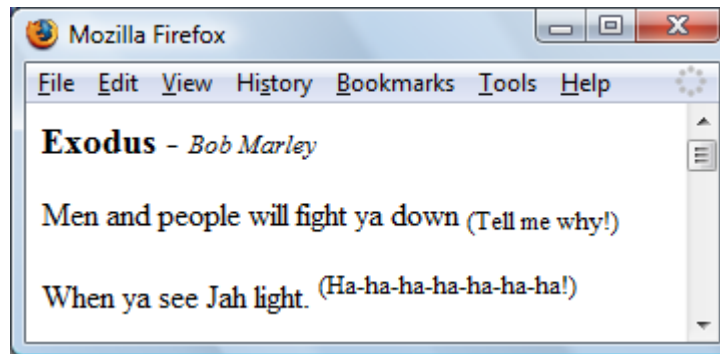 Mozilla Firefox
File Edit View History Bookmarks Tools Help
Exodus - Bob Marley
Men and people will fight ya down (Tell me why!)
When ya see Jah light. (Ha-ha-ha-ha-ha-ha-ha!)